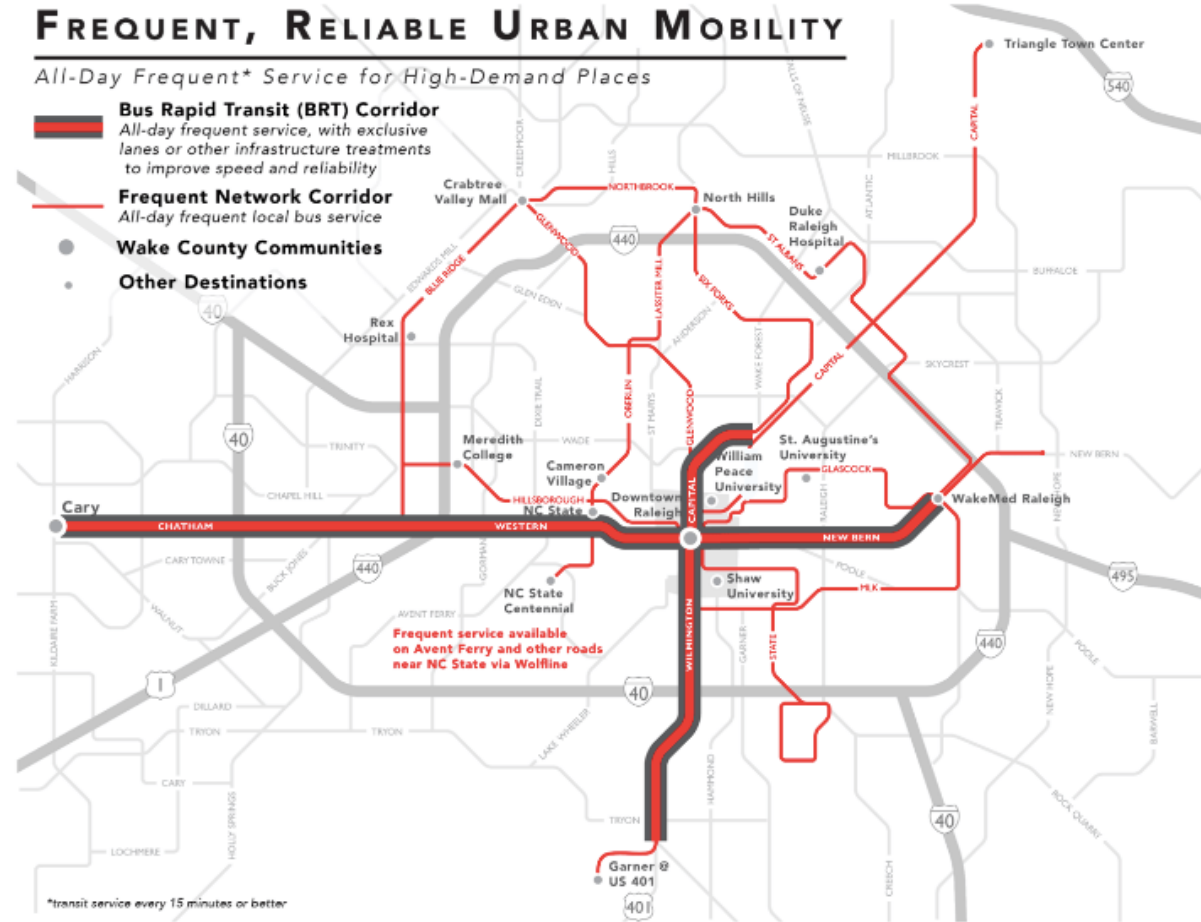 FREQUENT, RELIABLE URBAN MOBILITY
All-Day Frequent* Service for High-Demand Places
Bus Rapid Transit (BRT) Corridor
All-day frequent service, with exclusive
lanes or other infrastructure treatments
to improve speed and reliability
Frequent Network Corridor
All-day frequent local bus service
Wake County Communities
Other Destinations
Triangle Town Center
540
CAPITAL
FALLS OF NEUSE
CREEDMOOR
HILLS
MILLBROOK
ATLANTIC
Crabtree
Valley Mall
NORTHBROOK
North Hills
Duke
Raleigh
Hospital
GLENWOOD
440
ST ALBANS
EDWARDS MILL
BLUE RIDGE
LASSITER MILL
SIX FORKS
BUFFALOE
GLEN EDEN
40
Rex
Hospital
ANDERSON
WAKE FOREST
CAPITAL
SKYCREST
HARRISON
DIXIE TRAIL
OBERLIN
ST MARYS
GLENWOOD
TRAWICK
40
TRINITY
Meredith
College
WADE
St. Augustine's
University
William
Peace
University
NEW BERN
Cameron
Village
GLASCOCK
CHAPEL HILL
HILLSBOROUGH
Downtown
Raleigh
CAPITAL
RALEIGH
NEW HOPE
WakeMed Raleigh
Cary
NC State
CHATHAM
WESTERN
NEW BERN
CARY TOWNE
BUCK JONES
440
GORMAN
POOLE
495
NC State
Centennial
Shaw
University
MLK
KILDAIRE FARM
WALNUT
AVENT FERRY
Frequent service available
on Avent Ferry and other roads
near NC State via Wolfline
WILMINGTON
GARNER
STATE
440
POOLE
1
40
NEW HOPE
BARWELL
DILLARD
TRYON
TRYON
LAKE WHEELER
CARY
HAMMOND
ROCK QUARRY
HOLLY SPRINGS
TRYON
40
LOCHMERE
Garner @
US 401
CREECH
401
*transit service every 15 minutes or better